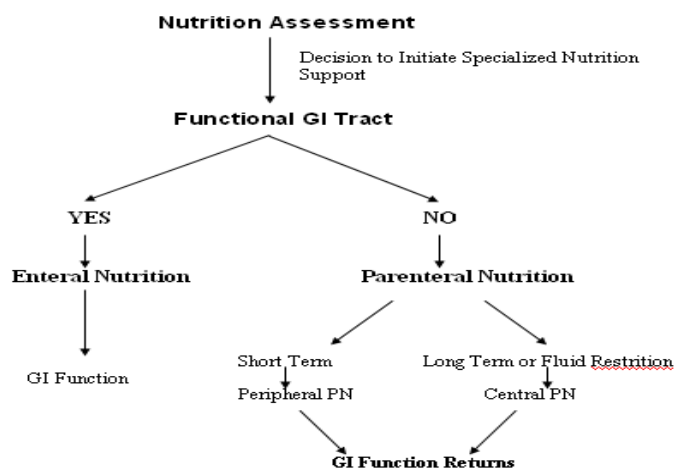 Nutrition Assessment
Decision to Initiate Specialized Nutrition
Support
Functional GI Tract
YES
NO
Enteral Nutrition
Parenteral Nutrition
Short Term
Long Term or Fluid Restrition
GI Function
Peripheral PN
Central PN
GI Function Returns